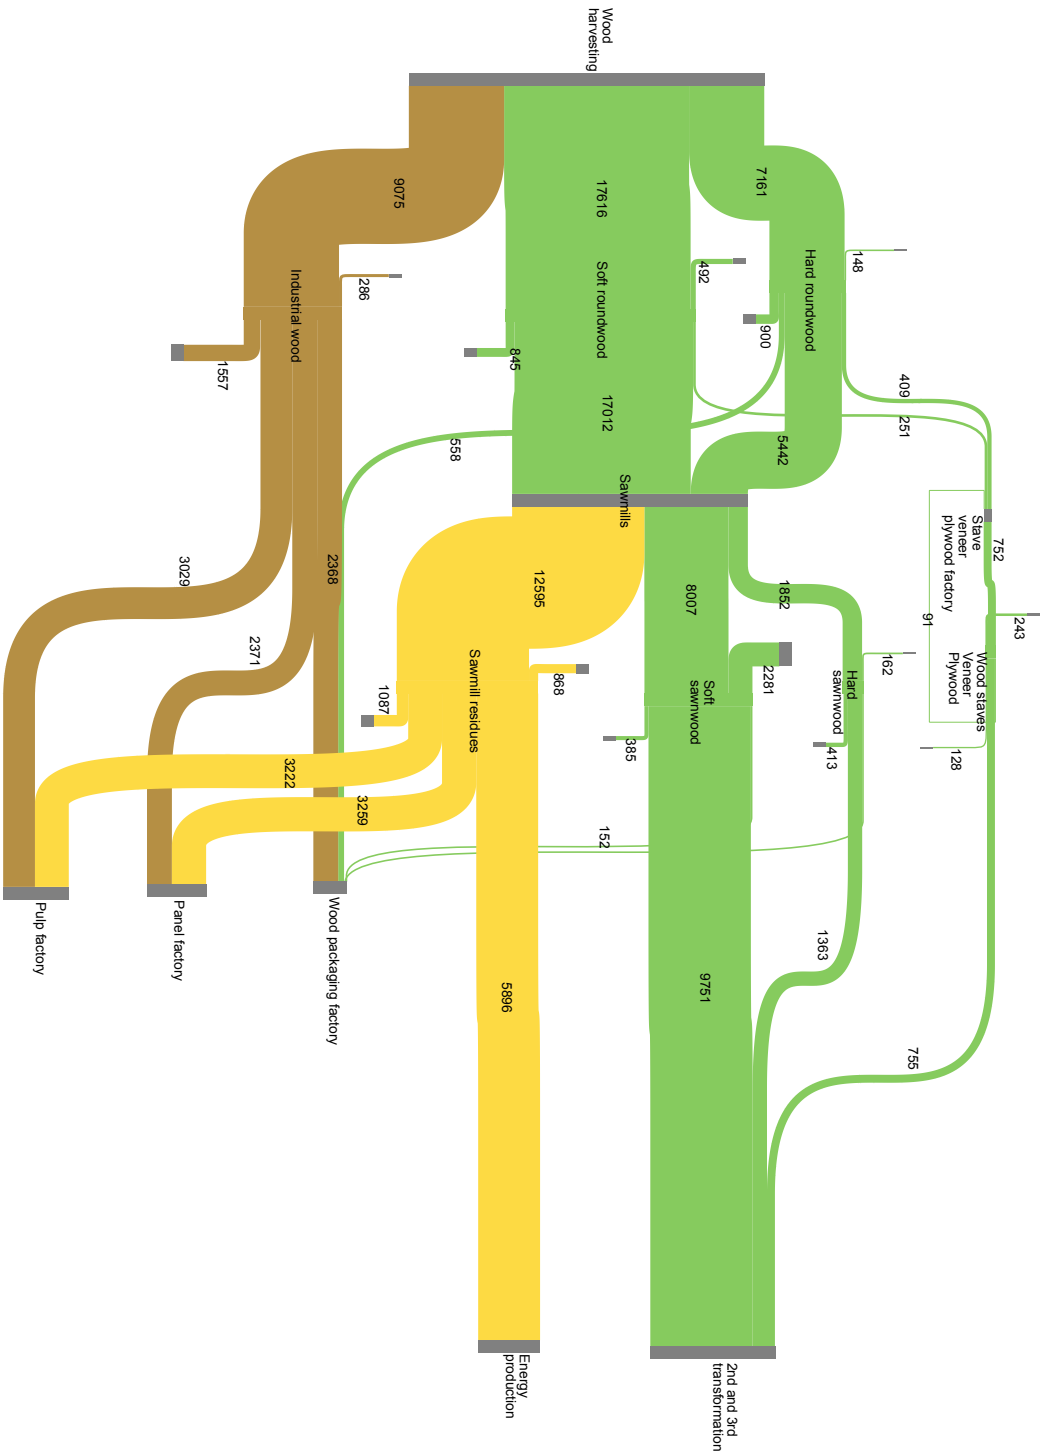 Wood
harvesting
7161
17616
9075
Hard roundwood
148
492
900
Soft roundwood
845
286
Industrial wood
1557
409
251
5442
17012
558
Sawmills
Stave
veneer
plywood factory
752
243
91
Wood staves
Veneer
Plywood
128
162
1852
8007
12595
2368
3029
2371
Hard
sawnwood
413
2281
Soft
sawnwood
385
868
Sawmill residues
1087
3222
3259
152
1363
9751
5896
755
Wood packaging factory
Panel factory
Pulp factory
Energy
production
2nd and 3rd
transformation